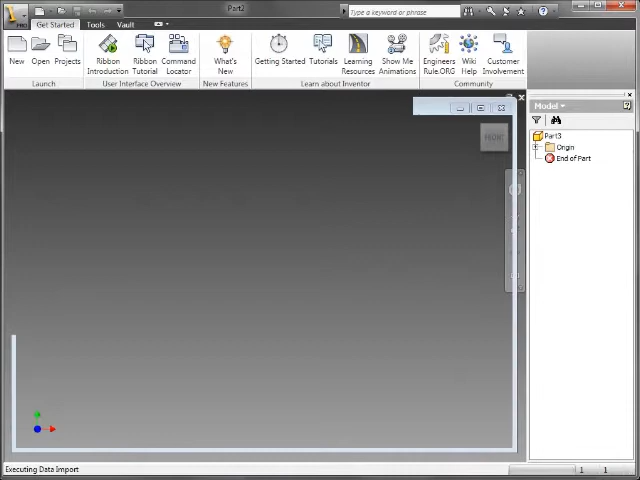 Part2
Type a keyword or phrase
PRO
Get Started Tools Vault
New Open Projects
Ribbon Introduction
Ribbon Tutorial
Command Locator
What's New
Getting Started
Tutorials
Learning Resources
Show Me Animations
Engineers Rule.ORG
Wiki Help
Customer Involvement
Launch
User Interface Overview
New Features
Learn about Inventor
Community
FRONT
Model
Part3
Origin
End of Part
Executing Data Import
1 1